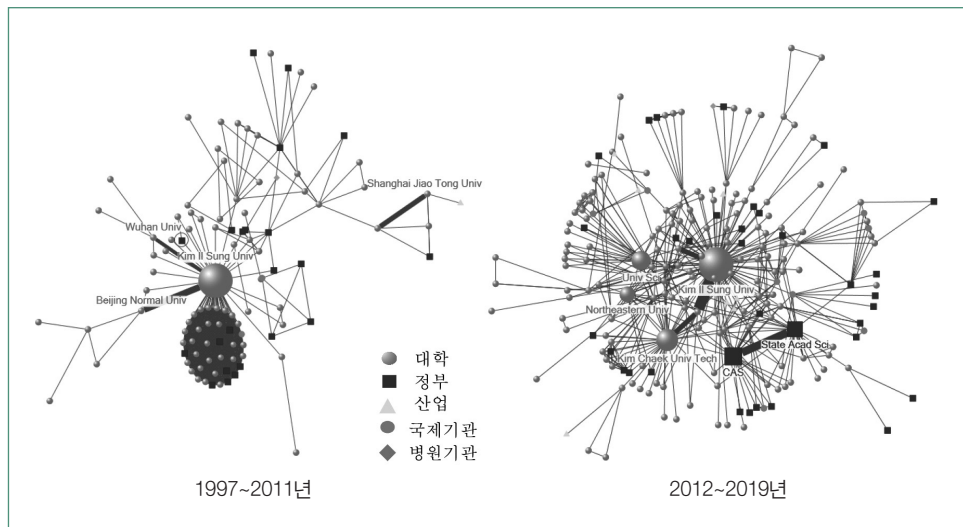 Shanghai Jiao Tong Univ
Wuhan Univ
Kim Il Sung Univ
Beijing Normal Univ
대학
정부
산업
국제기관
병원기관
1997~2011년
Univ Sci
Kim Il Sung Univ
Northeastern Univ
Kim Chaek Univ Tech
State Acad Sci
CAS
2012~2019년